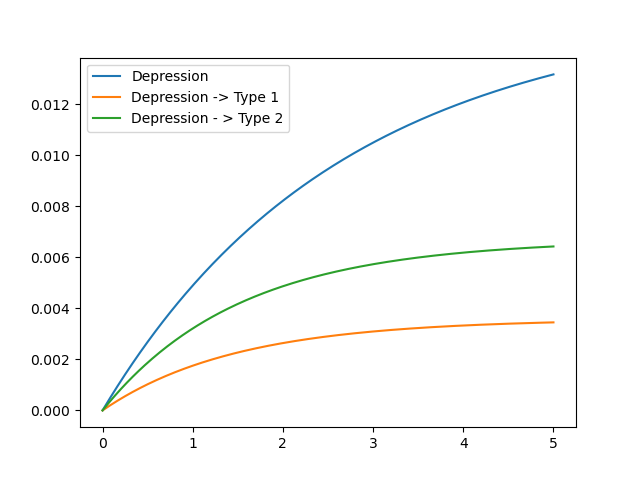 Depression
Depression -> Type 1
Depression - > Type 2
0.012
0.010
0.008
0.006
0.004
0.002
0.000
0 1 2 3 4 5